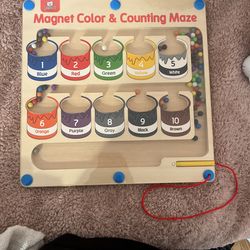 Magnet Color & Counting Maze
1 2 3 4 5
Blue Red Green Yellow White
6 7 8 9 10
Orange Purple Gray Black Brown